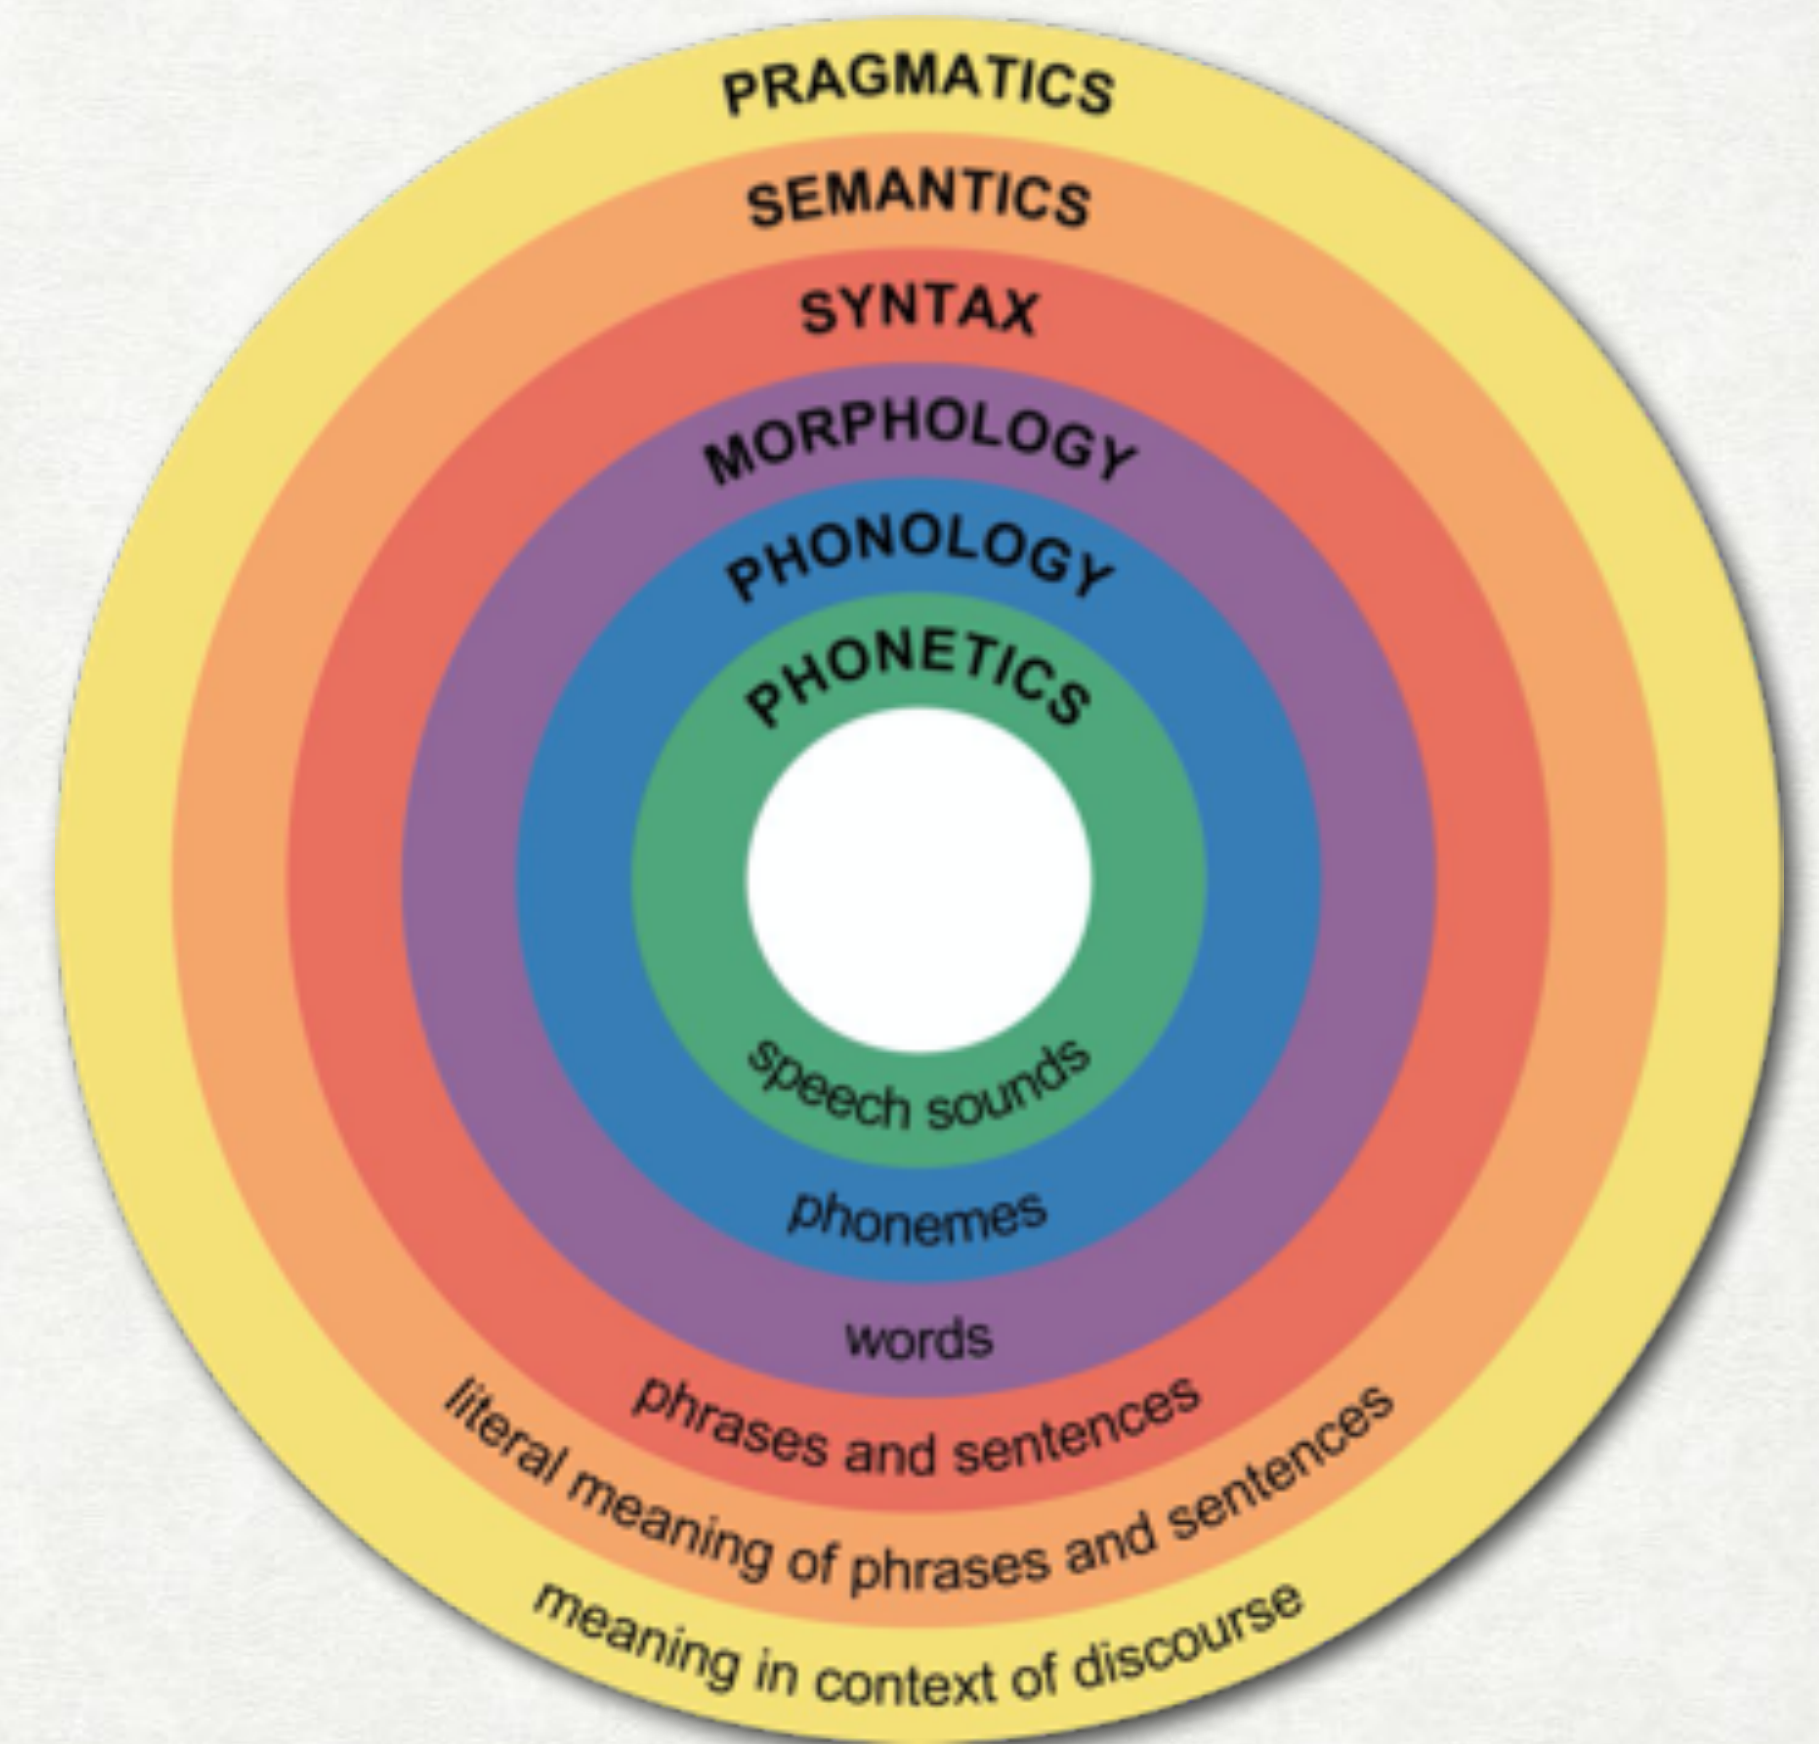 PRAGMATICS
SEMANTICS
SYNTAX
MORPHOLOGY
PHONOLOGY
PHONETICS
speech sounds
phonemes
words
phrases and sentences
literal meaning of phrases and sentences
meaning in context of discourse